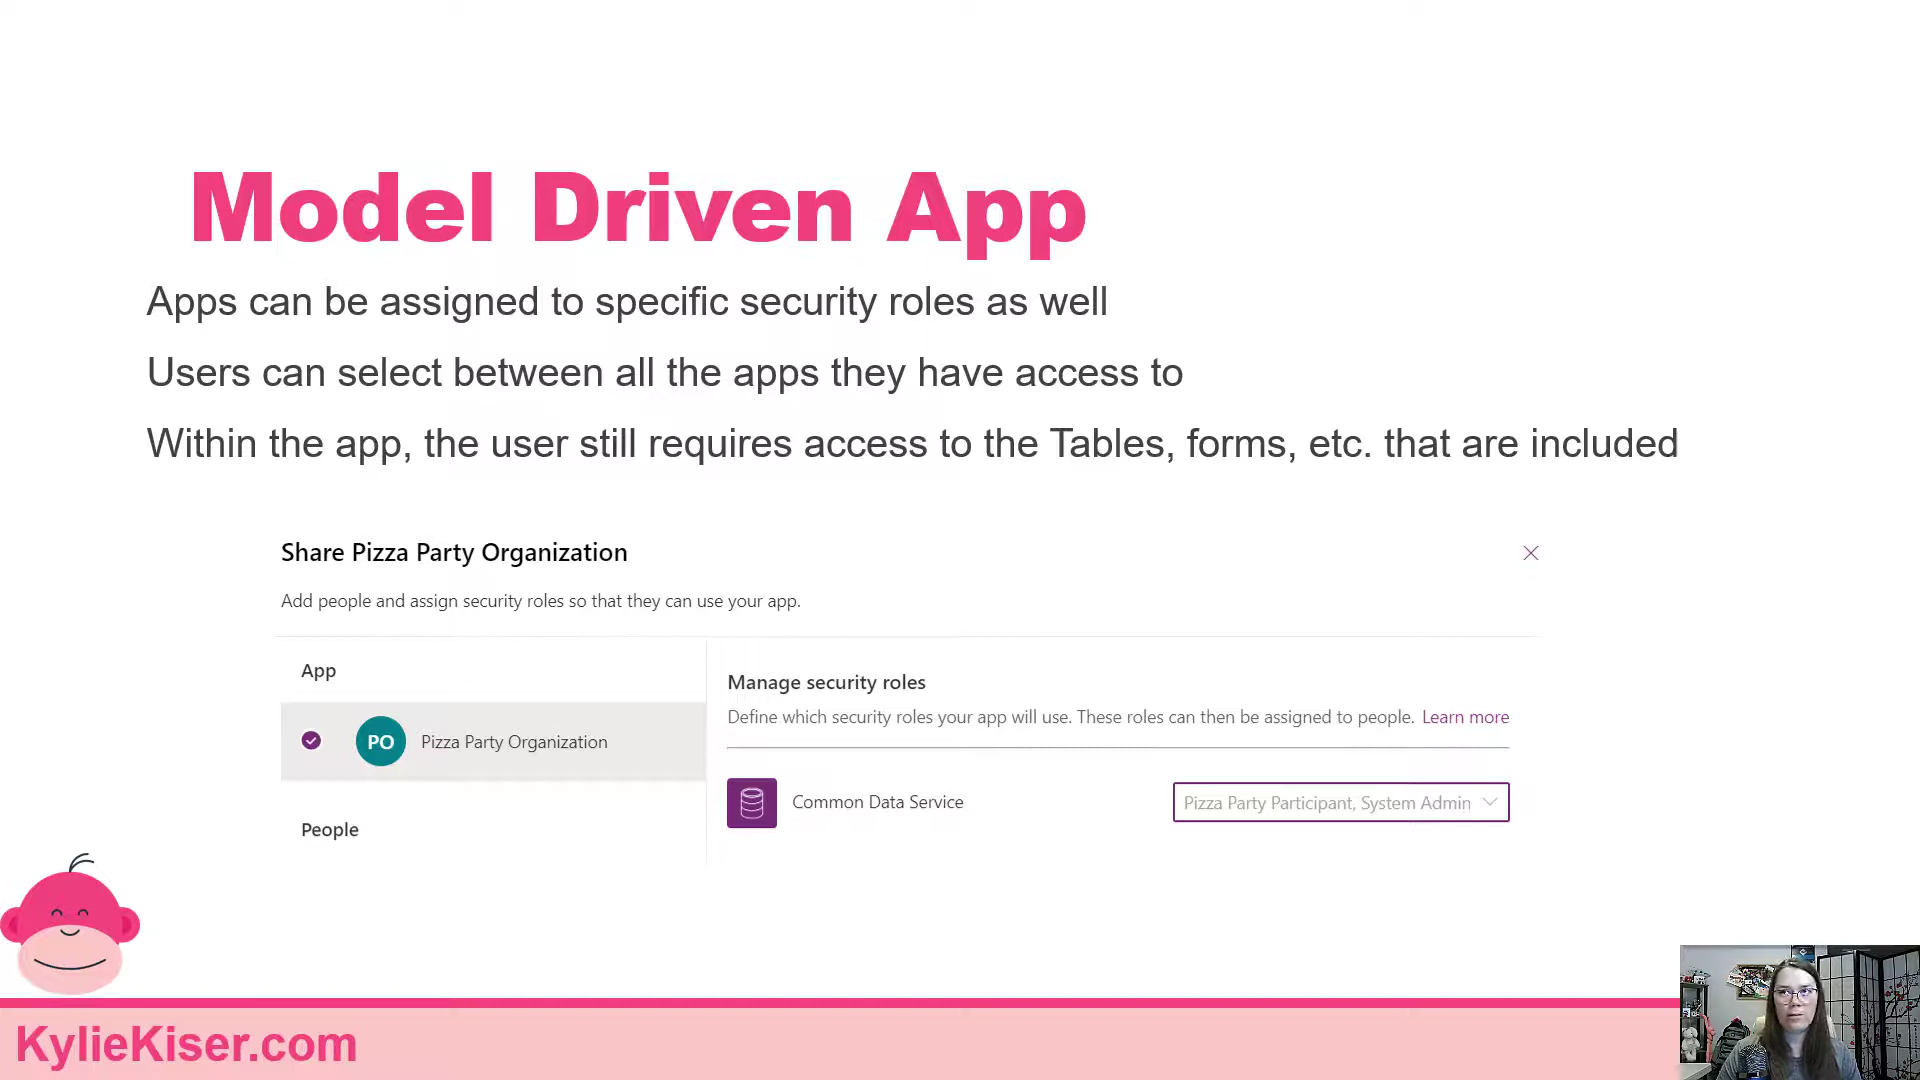 Model Driven App
Apps can be assigned to specific security roles as well
Users can select between all the apps they have access to
Within the app, the user still requires access to the Tables, forms, etc. that are included
Share Pizza Party Organization
Add people and assign security roles so that they can use your app.
App
PO Pizza Party Organization
People
Manage security roles
Define which security roles your app will use. These roles can then be assigned to people. Learn more
Common Data Service
Pizza Party Participant, System Admin
KylieKiser.com